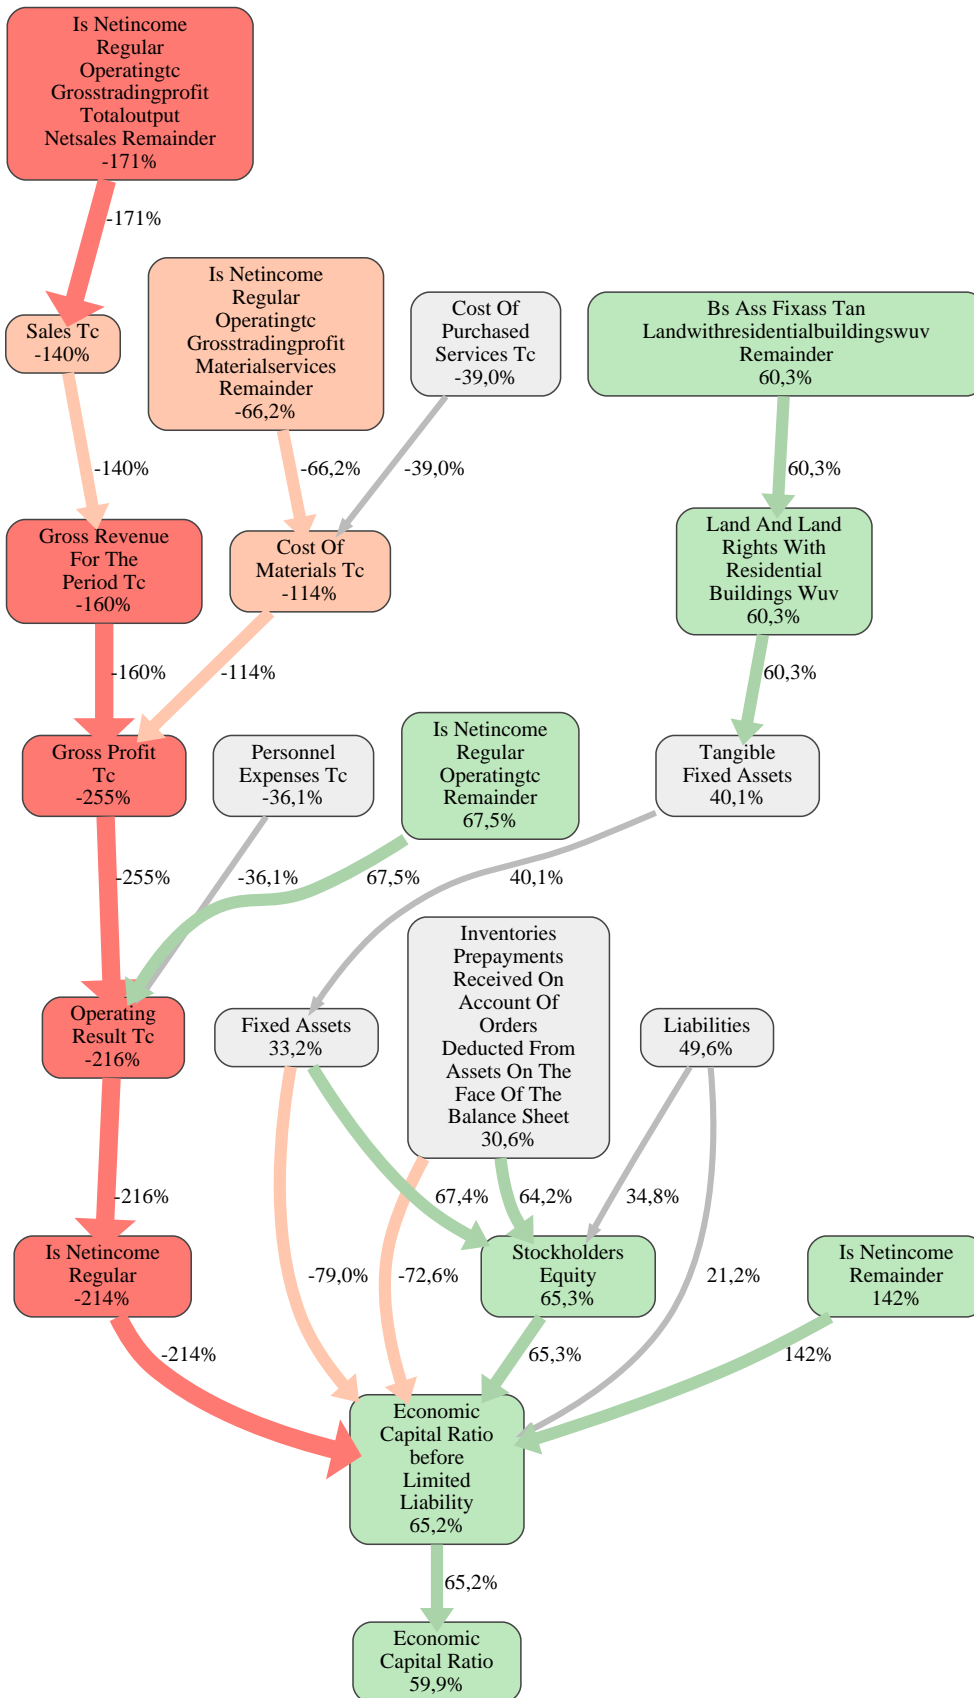 Is Netincome
Regular
Operatingtc
Grosstradingprofit
Totaloutput
Netsales Remainder
-171%
-171%
Is Netincome
Regular
Operatingtc
Grosstradingprofit
Materialservices
Remainder
-66,2%
Cost Of
Purchased
Services Tc
-39,0%
Bs Ass Fixass Tan
Landwithresidentialbuildingswuv
Remainder
60,3%
Sales Tc
-140%
-140%
-66,2%
-39,0%
60,3%
Gross Revenue
For The
Period Tc
-160%
Cost Of
Materials Tc
-114%
Land And Land
Rights With
Residential
Buildings Wuv
60,3%
-160%
-114%
60,3%
Gross Profit
Tc
-255%
Personnel
Expenses Tc
-36,1%
Is Netincome
Regular
Operatingtc
Remainder
67,5%
Tangible
Fixed Assets
40,1%
-255%
-36,1%
67,5%
40,1%
Operating
Result Tc
-216%
Fixed Assets
33,2%
Inventories
Prepayments
Received On
Account Of
Orders
Deducted From
Assets On The
Face Of The
Balance Sheet
30,6%
Liabilities
49,6%
-216%
67,4%
64,2%
34,8%
Is Netincome
Regular
-214%
-79,0%
-72,6%
Stockholders
Equity
65,3%
21,2%
Is Netincome
Remainder
142%
-214%
65,3%
142%
Economic
Capital Ratio
before
Limited
Liability
65,2%
65,2%
Economic
Capital Ratio
59,9%